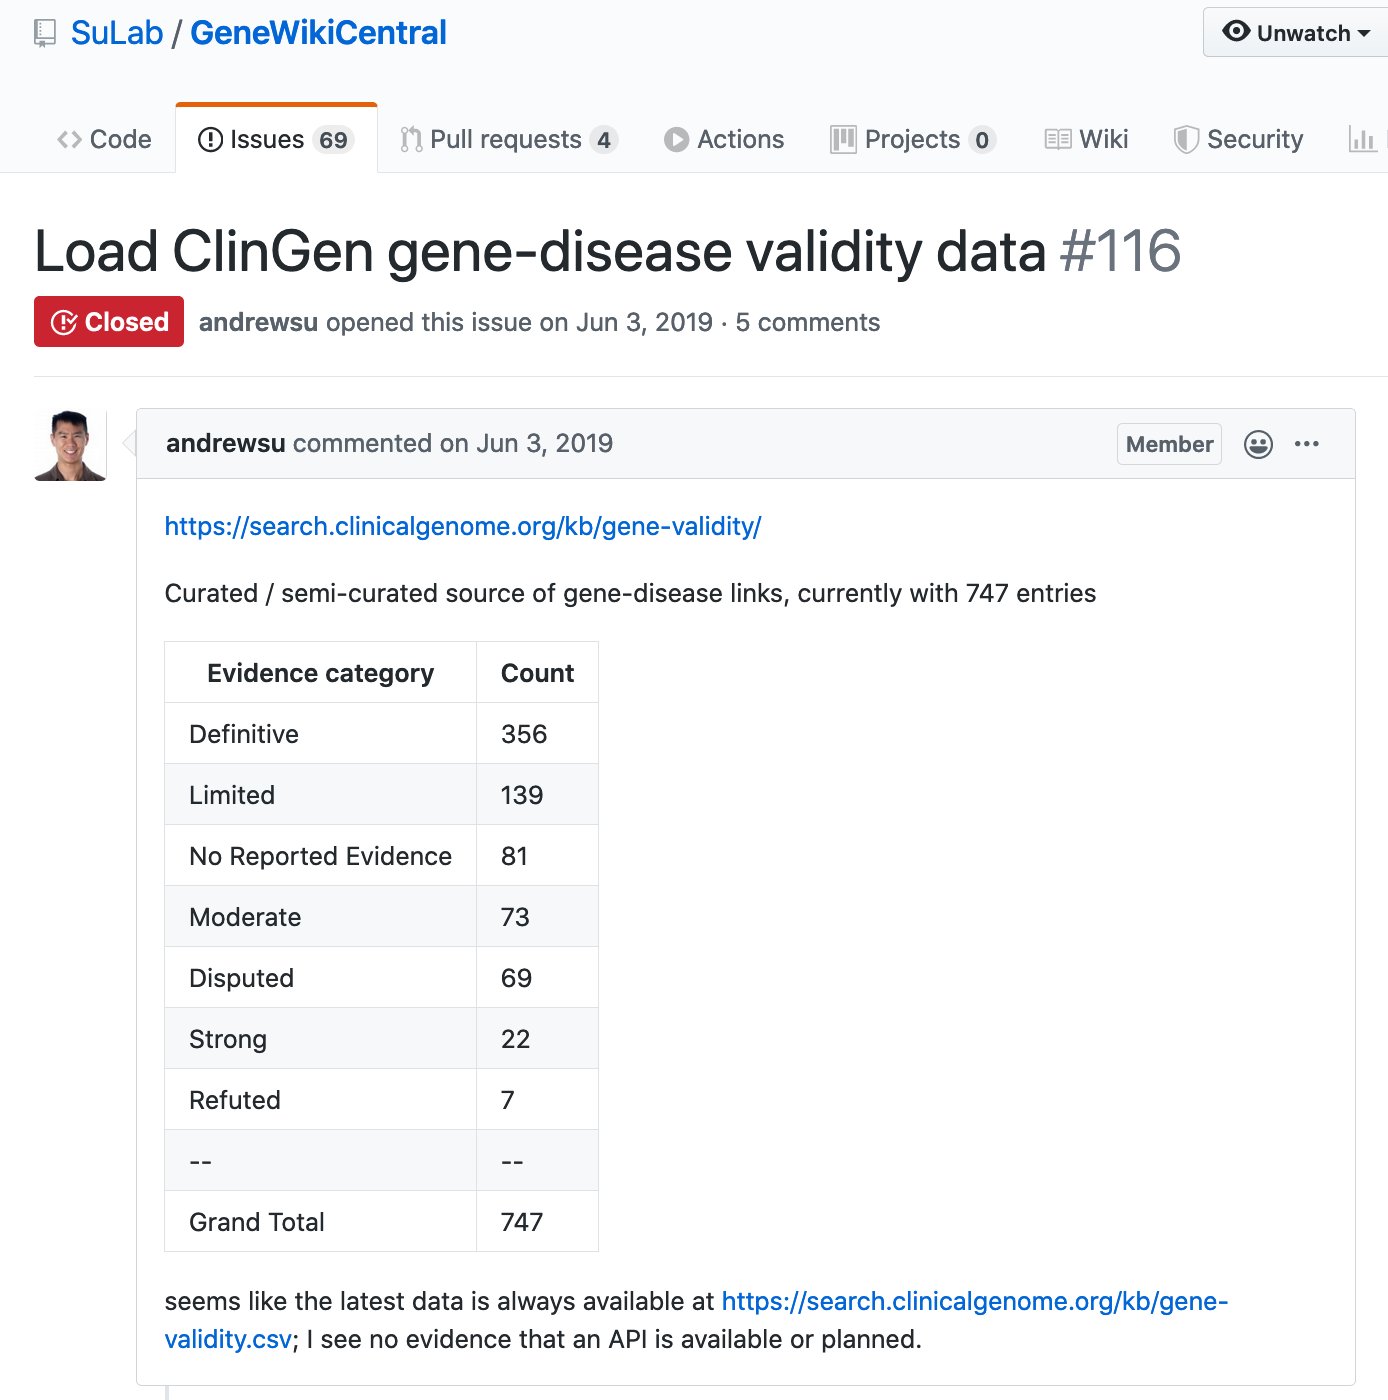 SuLab / GeneWikiCentral
Unwatch
Code
Issues 69
Pull requests 4
Actions
Projects 0
Wiki
Security
Load ClinGen gene-disease validity data #116
Closed
andrewsu opened this issue on Jun 3, 2019 · 5 comments
andrewsu commented on Jun 3, 2019
Member
https://search.clinicalgenome.org/kb/gene-validity/
Curated / semi-curated source of gene-disease links, currently with 747 entries
Evidence category Count
Definitive 356
Limited 139
No Reported Evidence 81
Moderate 73
Disputed 69
Strong 22
Refuted 7
-- --
Grand Total 747
seems like the latest data is always available at https://search.clinicalgenome.org/kb/gene-
validity.csv; I see no evidence that an API is available or planned.